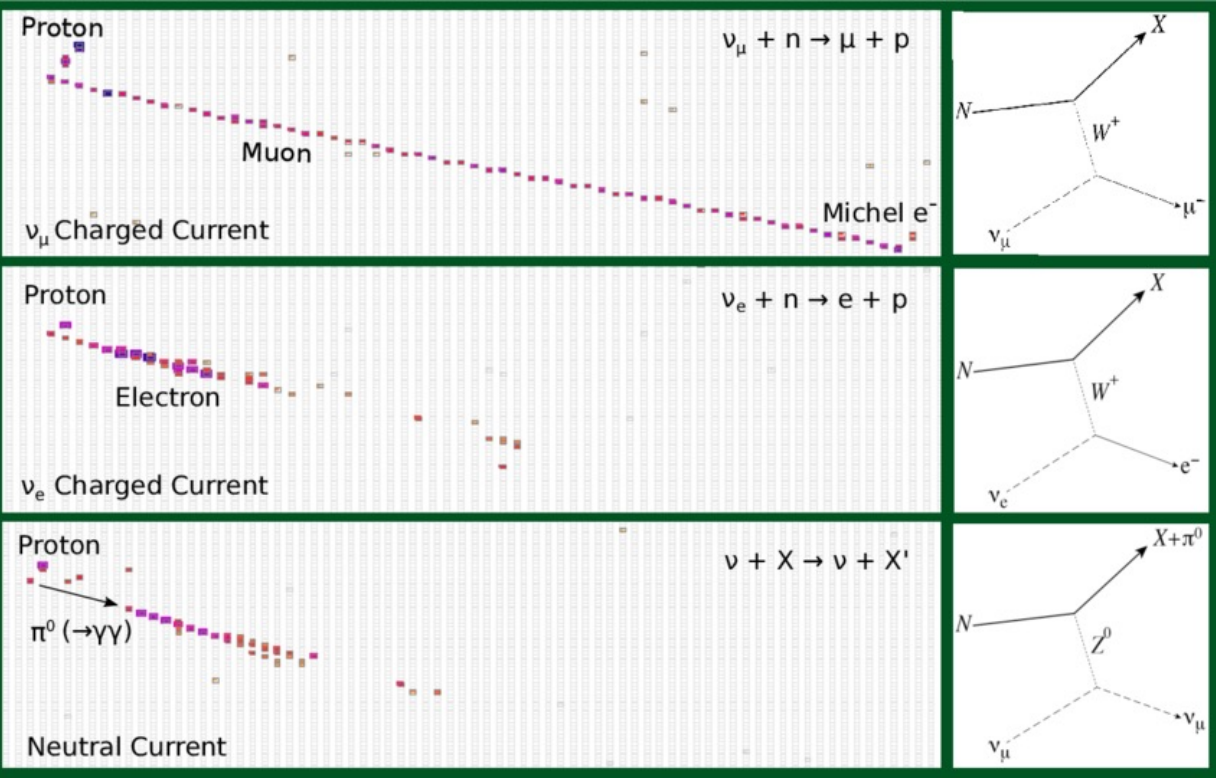 Proton
ν_μ + n → μ + p
Muon
Michel e⁻
ν_μ Charged Current
X
N
W⁺
μ⁻
ν_μ
Proton
ν_e + n → e + p
Electron
ν_e Charged Current
X
N
W⁺
e⁻
ν_e
Proton
ν + X → ν + X'
π⁰ (→γγ)
Neutral Current
X+π⁰
N
Z⁰
ν_μ
ν_μ